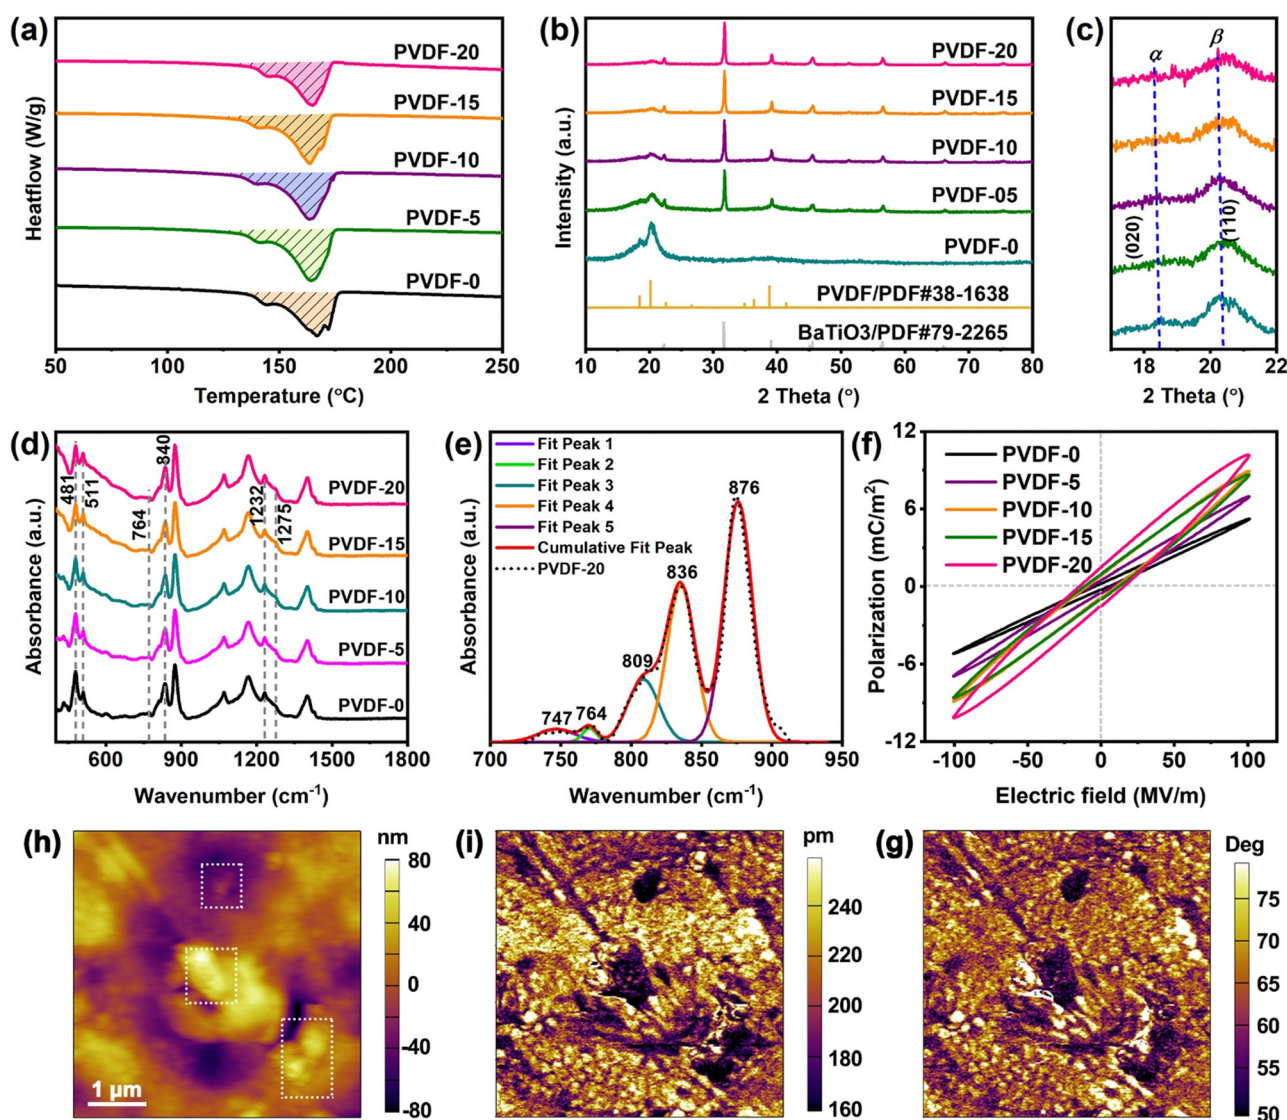 (a)
PVDF-20
PVDF-15
PVDF-10
PVDF-5
PVDF-0
Heatflow (W/g)
50 100 150 200 250
Temperature (°C)
(b)
PVDF-20
PVDF-15
PVDF-10
PVDF-05
PVDF-0
PVDF/PDF#38-1638
BaTiO3/PDF#79-2265
Intensity (a.u.)
10 20 30 40 50 60 70 80
2 Theta (°)
(c)
α β
(020)
(110)
18 20 22
2 Theta (°)
(d)
481
511
764
840
1232
1275
PVDF-20
PVDF-15
PVDF-10
PVDF-5
PVDF-0
Absorbance (a.u.)
600 900 1200 1500 1800
Wavenumber (cm-1)
(e)
Fit Peak 1
Fit Peak 2
Fit Peak 3
Fit Peak 4
Fit Peak 5
Cumulative Fit Peak
PVDF-20
747
764
809
836
876
Absorbance (a.u.)
700 750 800 850 900 950
Wavenumber (cm-1)
(f)
PVDF-0
PVDF-5
PVDF-10
PVDF-15
PVDF-20
12
6
0
-6
-12
Polarization (mC/m2)
-100 -50 0 50 100
Electric field (MV/m)
(h)
nm
80
40
0
-40
-80
1 μm
(i)
pm
240
220
200
180
160
(g)
Deg
75
70
65
60
55
50